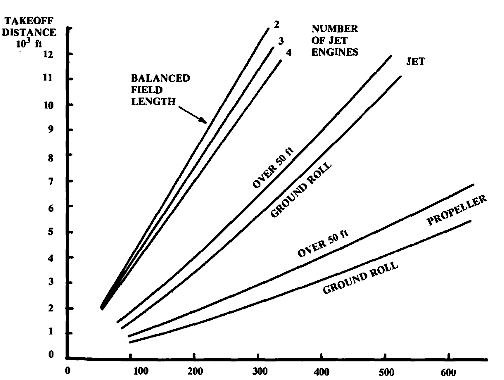 TAKEOFF
DISTANCE
10³ ft
2
3
4
NUMBER
OF JET
ENGINES
BALANCED
FIELD
LENGTH
JET
OVER 50 ft
GROUND ROLL
PROPELLER
OVER 50 ft
GROUND ROLL
12
11
10
9
8
7
6
5
4
3
2
1
0
0 100 200 300 400 500 600